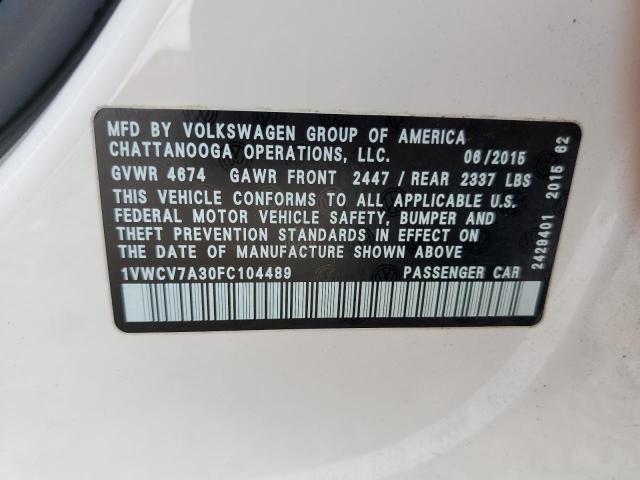 MFD BY VOLKSWAGEN GROUP OF AMERICA
CHATTANOOGA OPERATIONS, LLC. 06/2015
GVWR 4674 GAWR FRONT 2447 / REAR 2337 LBS
THIS VEHICLE CONFORMS TO ALL APPLICABLE U.S.
FEDERAL MOTOR VEHICLE SAFETY, BUMPER AND
THEFT PREVENTION STANDARDS IN EFFECT ON
THE DATE OF MANUFACTURE SHOWN ABOVE
1VWCV7A30FC104489 PASSENGER CAR
2429401 2015 62